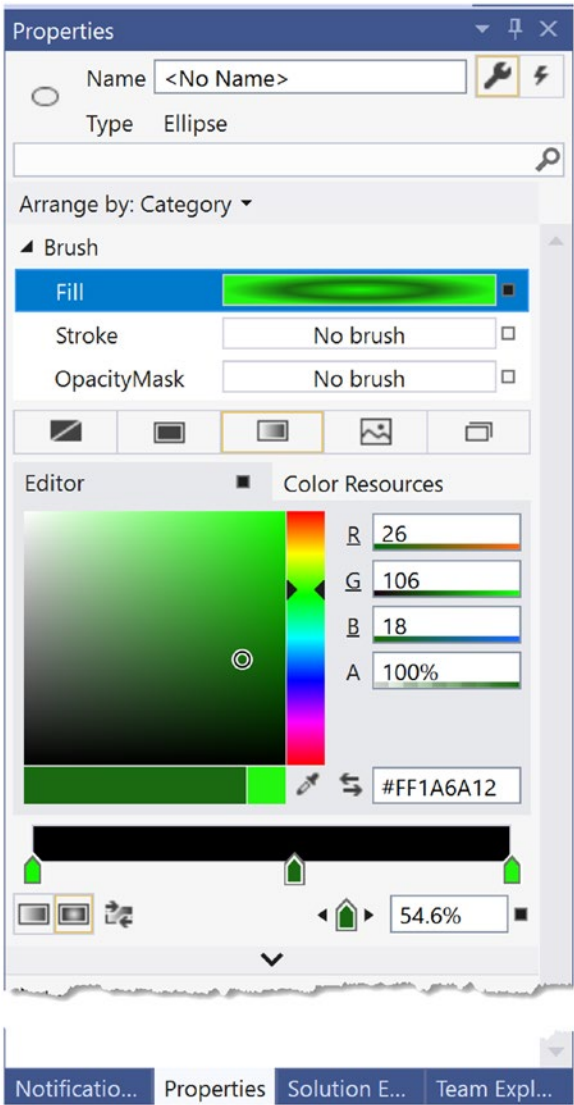 Properties
Name <No Name>
Type Ellipse
Arrange by: Category
Brush
Fill
Stroke No brush
OpacityMask No brush
Editor Color Resources
R 26
G 106
B 18
A 100%
#FF1A6A12
54.6%
Notificatio... Properties Solution E... Team Expl...